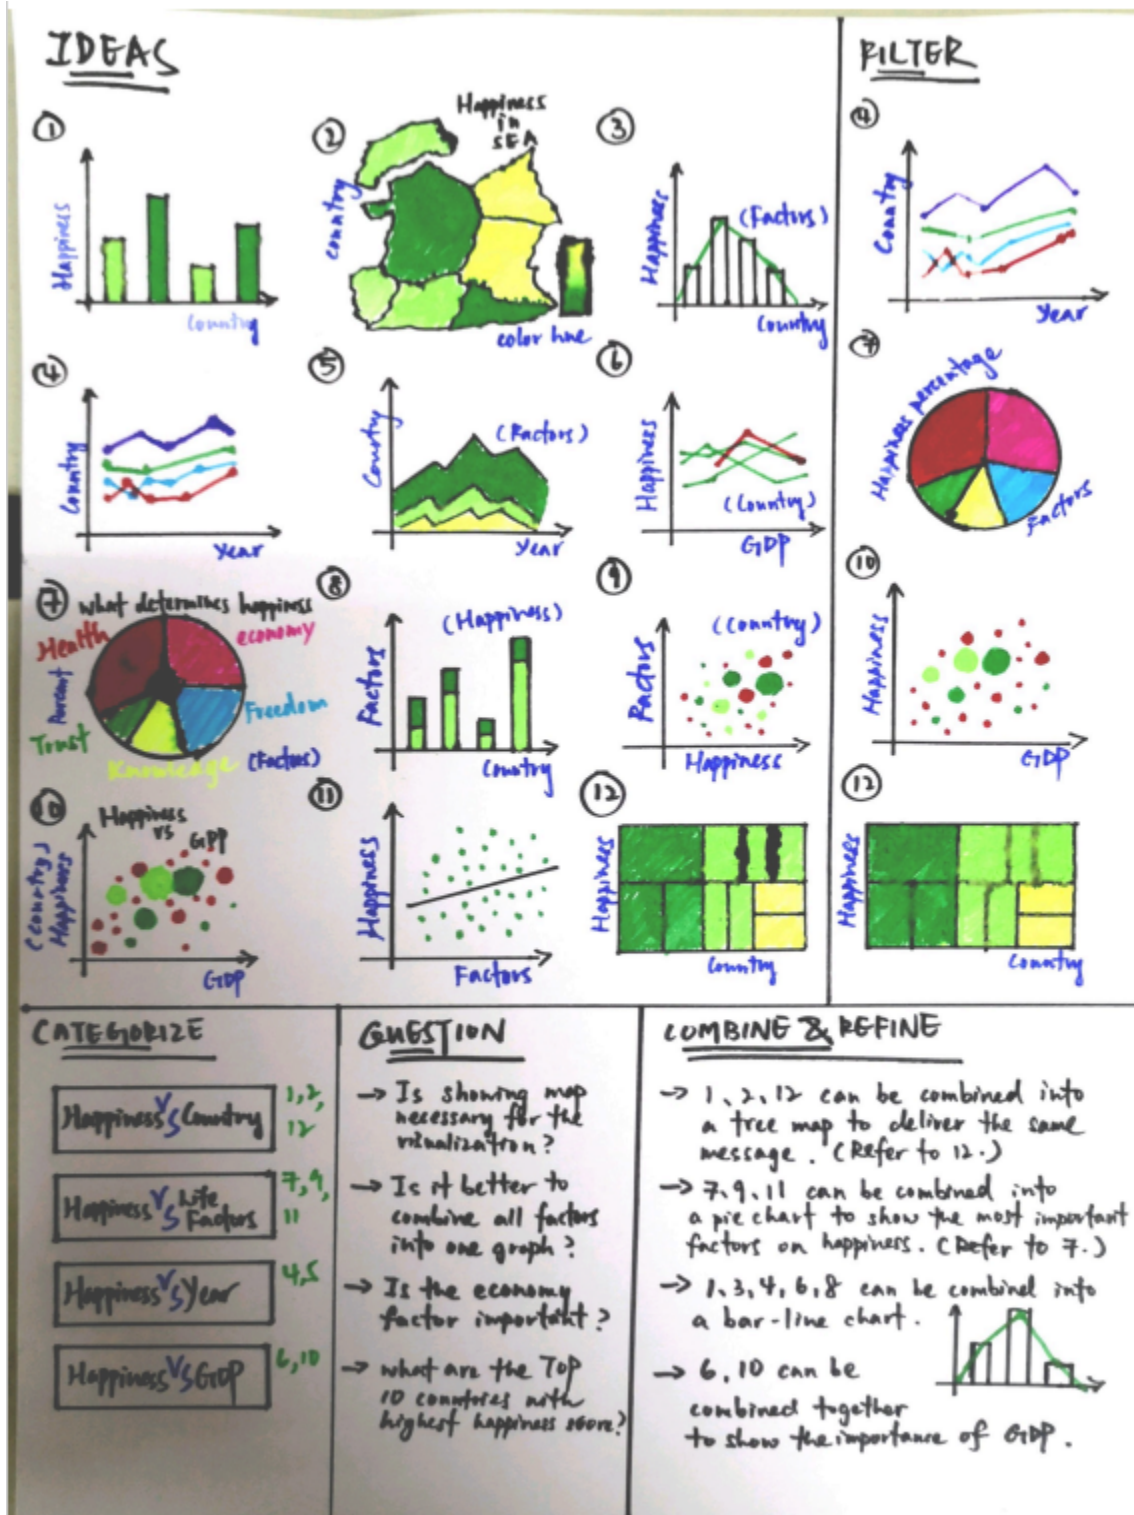 IDEAS
①
Happiness
Country
②
Happiness
in
SEA
country
color hue
③
Happiness
(Factors)
Country
④
Country
Year
⑤
Country
(Factors)
Year
⑥
Happiness
(Country)
GDP
⑦
What determines happiness
Health
economy
Percent
Freedom
Trust
Knowledge
(Factors)
⑧
Factors
(Happiness)
Country
⑨
Factors
(Country)
Happiness
⑩
Happiness
vs
GDP
(Country)
Happiness
GDP
⑪
Happiness
Factors
⑫
Happiness
Country
FILTER
④
Country
Year
⑦
Happiness percentage
Factors
⑩
Happiness
GDP
⑫
Happiness
Country
CATEGORIZE
Happiness VS Country
1,2,
12
Happiness VS Life
Factors
7,9,
11
Happiness VS Year
4,5
Happiness VS GDP
6,10
QUESTION
→ Is showing map
necessary for the
visualization?
→ Is it better to
combine all factors
into one graph?
→ Is the economy
factor important?
→ what are the Top
10 countries with
highest happiness score?
COMBINE & REFINE
→ 1, 2, 12 can be combined into
a tree map to deliver the same
message. (Refer to 12.)
→ 7, 9, 11 can be combined into
a pie chart to show the most important
factors on happiness. (Refer to 7.)
→ 1, 3, 4, 6, 8 can be combined into
a bar-line chart.
→ 6, 10 can be
combined together
to show the importance of GDP.